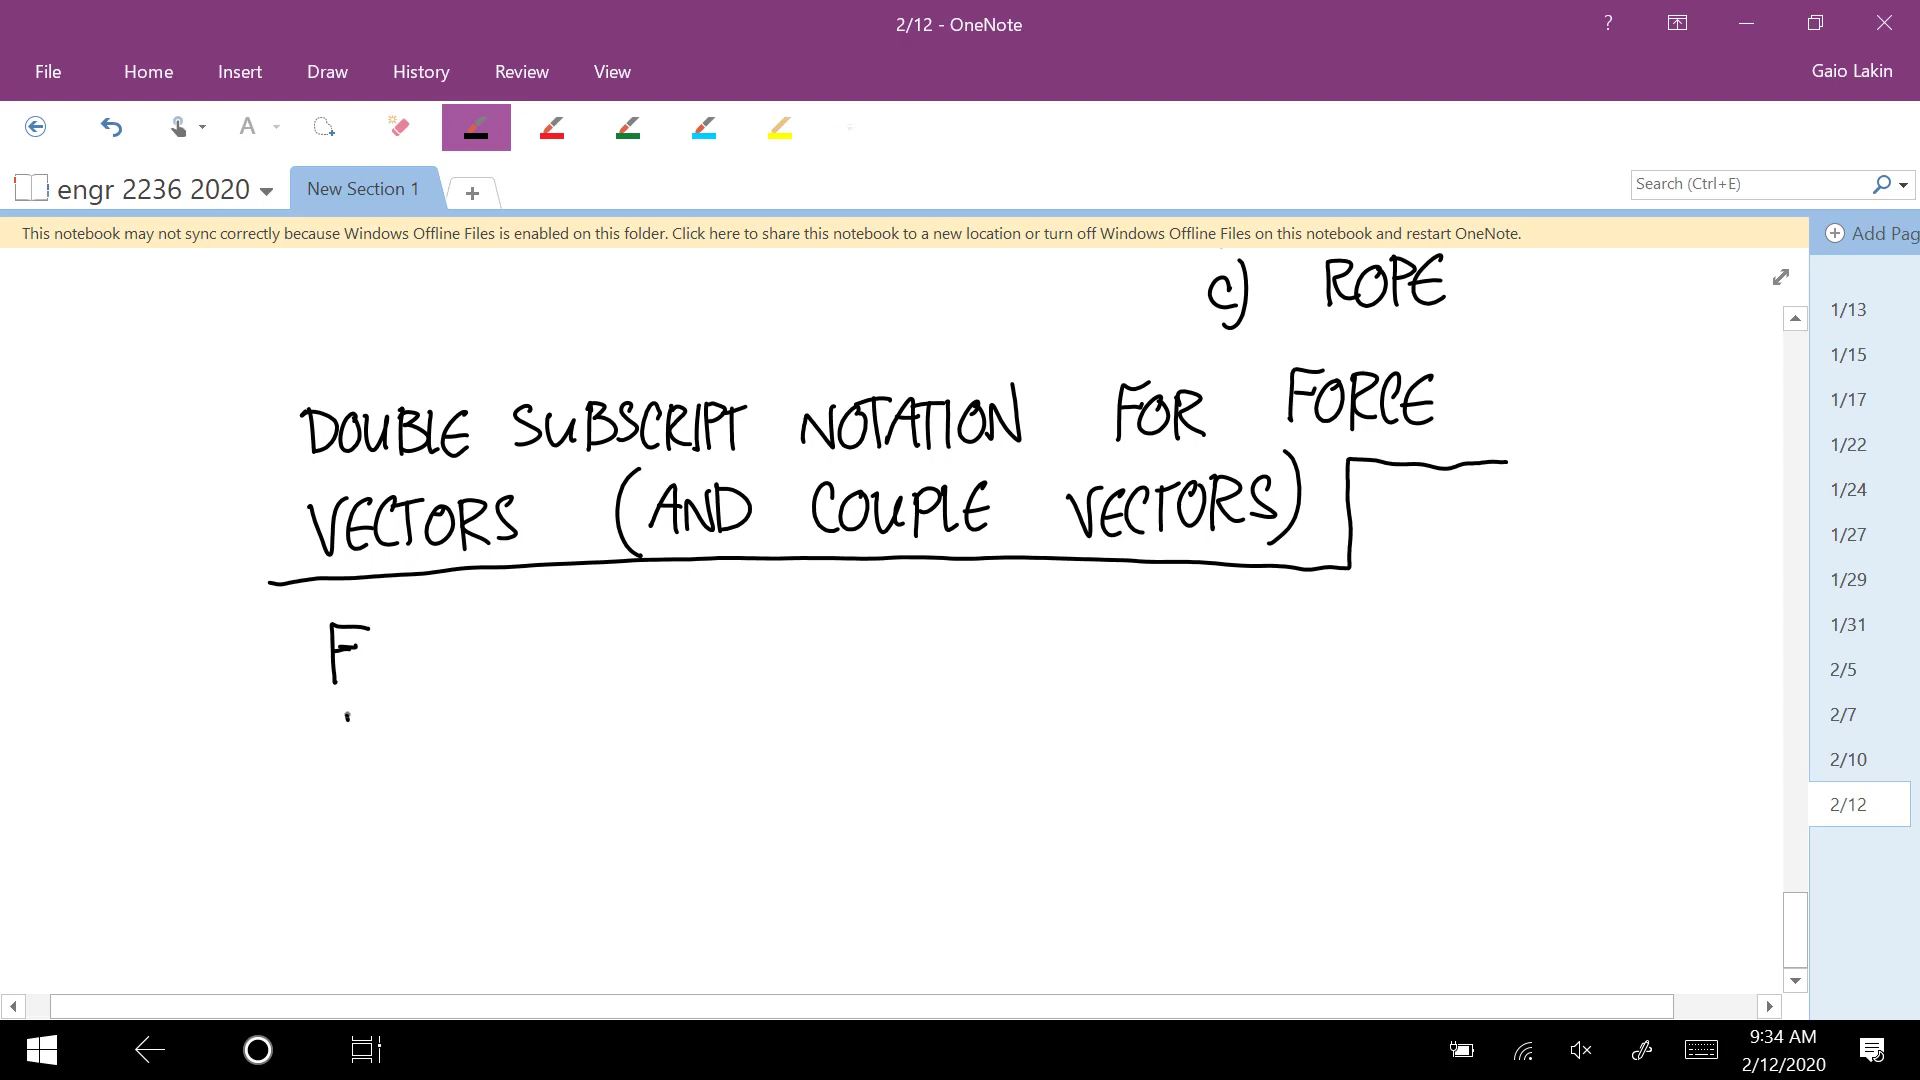 2/12 - OneNote
?
File Home Insert Draw History Review View
Gaio Lakin
A
engr 2236 2020
New Section 1
+
Search (Ctrl+E)
This notebook may not sync correctly because Windows Offline Files is enabled on this folder. Click here to share this notebook to a new location or turn off Windows Offline Files on this notebook and restart OneNote.
Add Pag
c) ROPE
DOUBLE SUBSCRIPT NOTATION FOR FORCE
VECTORS (AND COUPLE VECTORS)
F
1/13
1/15
1/17
1/22
1/24
1/27
1/29
1/31
2/5
2/7
2/10
2/12
9:34 AM
2/12/2020